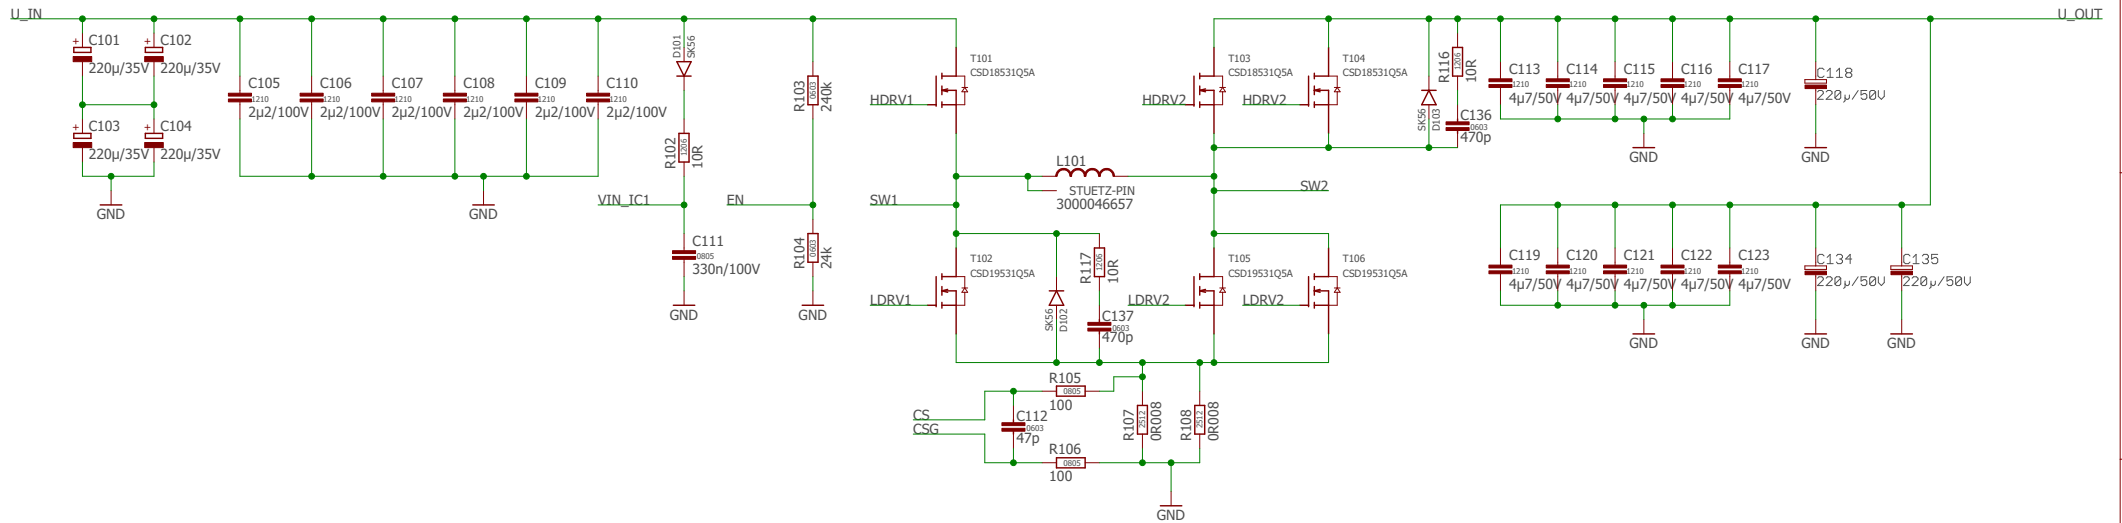 U_IN
U_OUT
C101
+
220µ/35V
C102
+
220µ/35V
C103
+
220µ/35V
C104
+
220µ/35V
GND
C105
1210
2µ2/100V
C106
1210
2µ2/100V
C107
1210
2µ2/100V
C108
1210
2µ2/100V
C109
1210
2µ2/100V
C110
1210
2µ2/100V
GND
D101
SK56
R102
1206
10R
VIN_IC1
C111
0805
330n/100V
GND
R103
0603
240k
EN
R104
0603
24k
GND
T101
CSD18531Q5A
HDRV1
SW1
T102
CSD19531Q5A
LDRV1
L101
STUETZ-PIN
3000046657
SK56
D102
R117
1206
10R
C137
0603
470p
T103
CSD18531Q5A
HDRV2
T104
CSD18531Q5A
HDRV2
SW2
T105
CSD19531Q5A
LDRV2
T106
CSD19531Q5A
LDRV2
SK56
D103
R116
1206
10R
C136
0603
470p
C113
1210
4µ7/50V
C114
1210
4µ7/50V
C115
1210
4µ7/50V
C116
1210
4µ7/50V
C117
1210
4µ7/50V
GND
C118
220µ/50V
GND
C119
1210
4µ7/50V
C120
1210
4µ7/50V
C121
1210
4µ7/50V
C122
1210
4µ7/50V
C123
1210
4µ7/50V
GND
C134
220µ/50V
GND
C135
220µ/50V
GND
CS
CSG
C112
0603
47p
R105
0805
100
R106
0805
100
R107
2512
0R008
R108
2512
0R008
GND